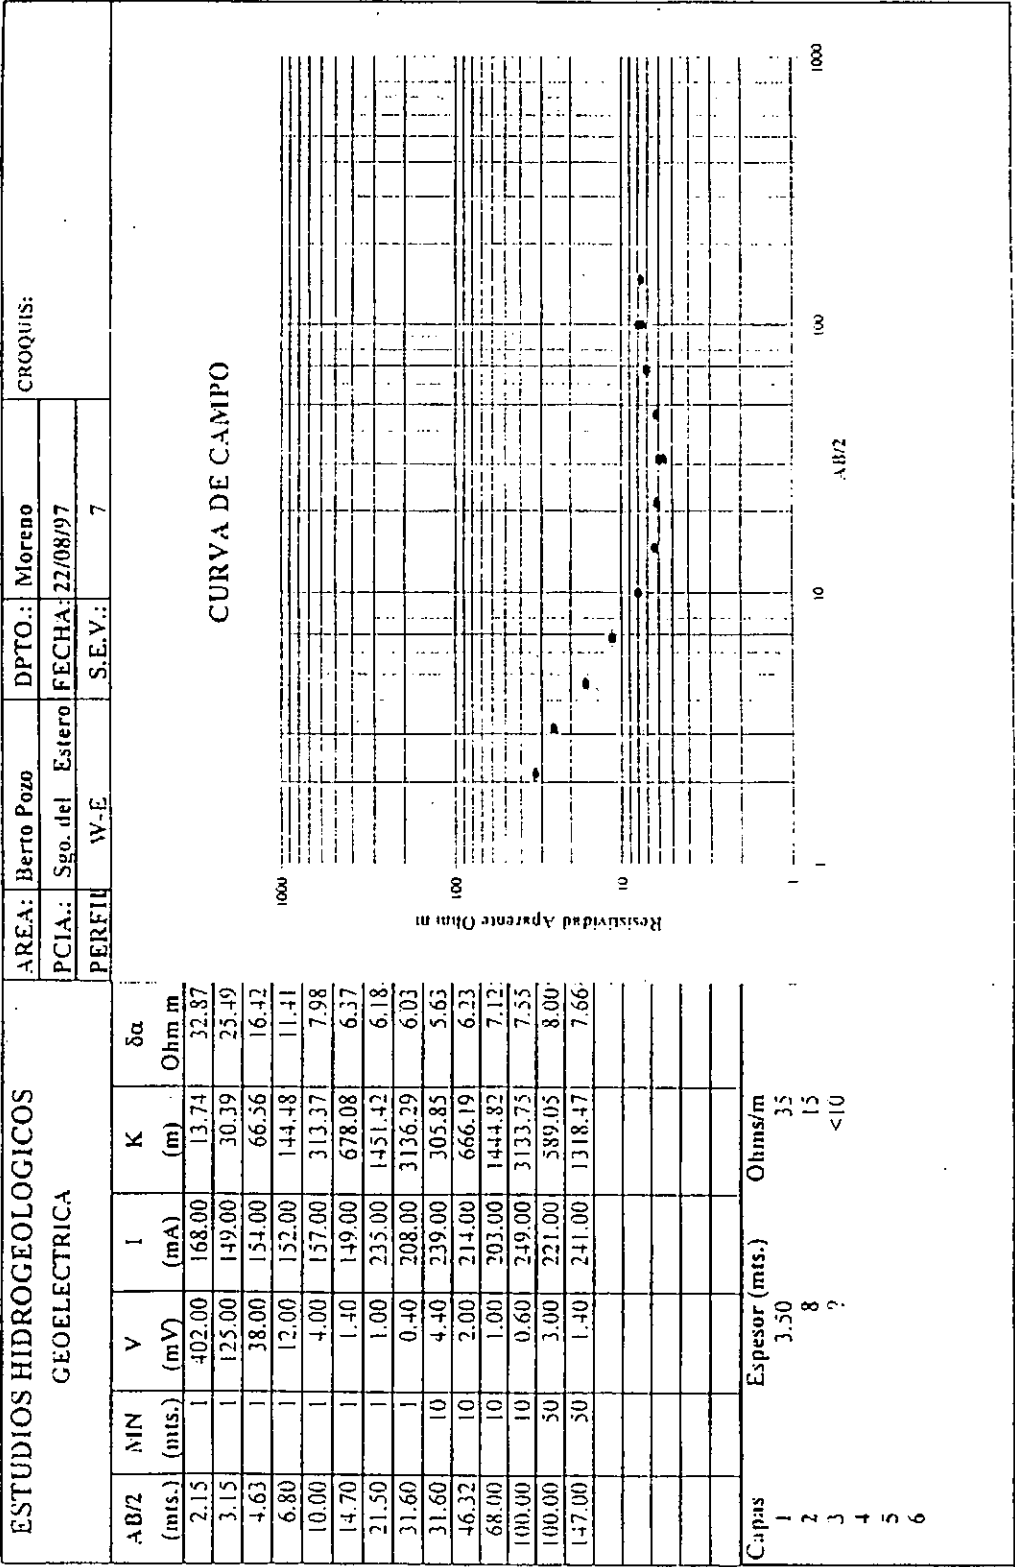 ESTUDIOS HIDROGEOLOGICOS
GEOELECTRICA
AREA: Berto Pozo DPTO.: Moreno CROQUIS:
PCIA.: Sgo. del Estero FECHA: 22/08/97
PERFIL W-E S.E.V.: 7
AB/2 MN V I K δα
(mts.) (mts.) (mV) (mA) (m) Ohm m
2.15 1 402.00 168.00 13.74 32.87
3.15 1 125.00 149.00 30.39 25.49
4.63 1 38.00 154.00 66.56 16.42
6.80 1 12.00 152.00 144.48 11.41
10.00 1 4.00 157.00 313.37 7.98
14.70 1 1.40 149.00 678.08 6.37
21.50 1 1.00 235.00 1451.42 6.18
31.60 1 0.40 208.00 3136.29 6.03
31.60 10 4.40 239.00 305.85 5.63
46.32 10 2.00 214.00 666.19 6.23
68.00 10 1.00 203.00 1444.82 7.12
100.00 10 0.60 249.00 3133.75 7.55
100.00 50 3.00 221.00 589.05 8.00
147.00 50 1.40 241.00 1318.47 7.66
Capas Espesor (mts.) Ohms/m
1 3.50 35
2 8 15
3 ? <10
4
5
6
CURVA DE CAMPO
Resistividad Aparente Ohm m
1000
100
10
1
1 10 100 1000
AB/2